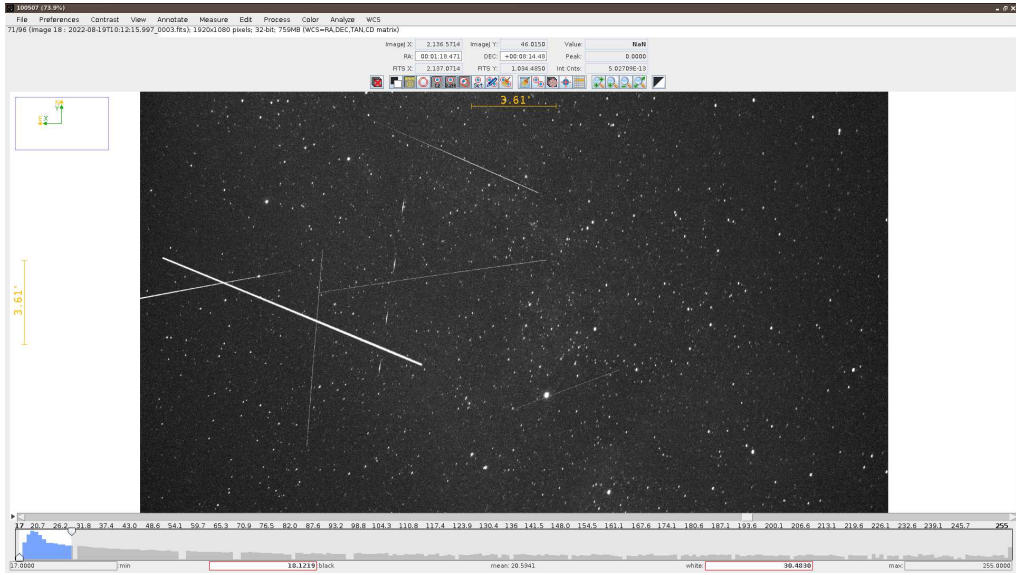 100507 (73.9%)
File Preferences Contrast View Annotate Measure Edit Process Color Analyze WCS
71/96 (Image 18 : 2022-08-19T10:12:15.997_0003.fits); 1920x1080 pixels; 32-bit; 759MB (WCS=RA,DEC,TAN,CD matrix)
ImageJ X: 2,136.5714 ImageJ Y: 46.0150 Value: NaN
RA: 00:01:18.471 DEC: +00:08:14.48 Peak: 0.0000
FITS X: 2,137.0714 FITS Y: 1,034.4850 Int Cnts: 5.02709E-13
3.61'
Y
X
3.61'
17 20.7 26.2 31.8 37.4 43.0 48.6 54.1 59.7 65.3 70.9 76.5 82.0 87.6 93.2 98.8 104.3 110.8 117.4 123.9 130.4 136 141.5 148.0 154.5 161.1 167.6 174.1 180.6 187.1 193.6 200.1 206.6 213.1 219.6 226.1 232.6 239.1 245.7 255
17.0000 min 18.1219 black mean: 20.5941 white: 30.4830 max: 255.0000